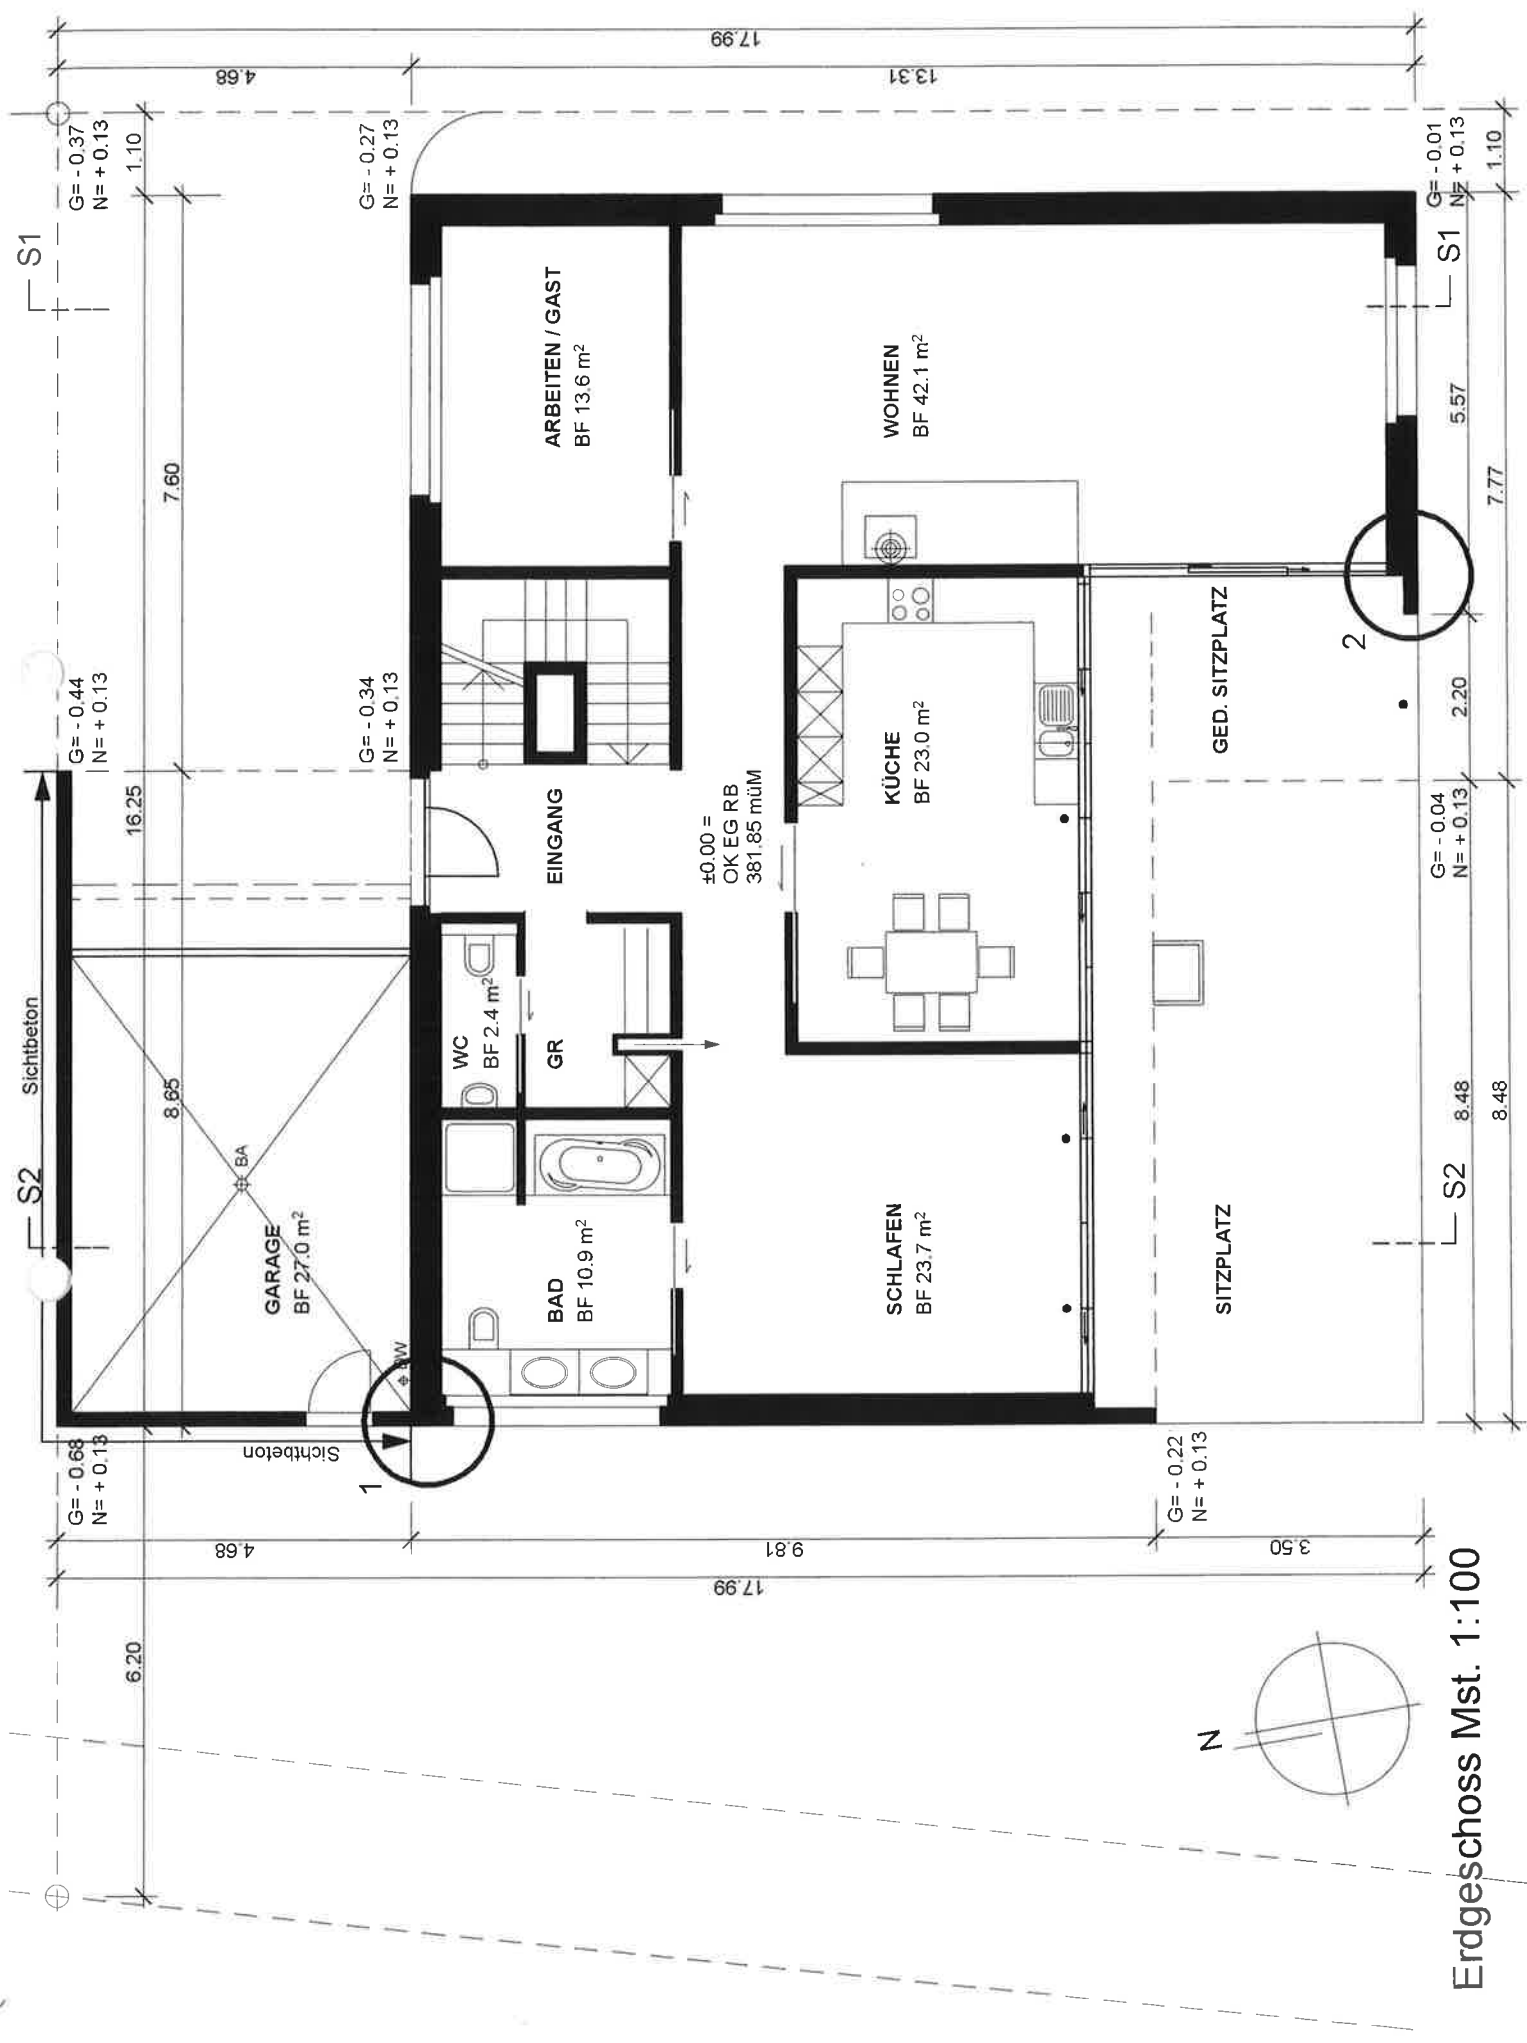 S1
S2
Sichtbeton
Sichtbeton
G= - 0.68
N= + 0.13
G= - 0.44
N= + 0.13
G= - 0.37
N= + 0.13
6.20
16.25
1.10
8.65
7.60
4.68
9.81
3.50
17.99
4.68
13.31
17.99
BA
GARAGE
BF 27.0 m²
G= - 0.34
N= + 0.13
G= - 0.27
N= + 0.13
1
WC
BF 2.4 m²
GR
BAD
BF 10.9 m²
EINGANG
ARBEITEN / GAST
BF 13.6 m²
±0.00 =
OK EG RB
381.85 müM
SCHLAFEN
BF 23.7 m²
KÜCHE
BF 23.0 m²
WOHNEN
BF 42.1 m²
G= - 0.22
N= + 0.13
SITZPLATZ
GED. SITZPLATZ
2
N
G= - 0.04
N= + 0.13
G= - 0.01
N= + 0.13
S2
S1
8.48
2.20
5.57
8.48
7.77
1.10
Erdgeschoss Mst. 1:100